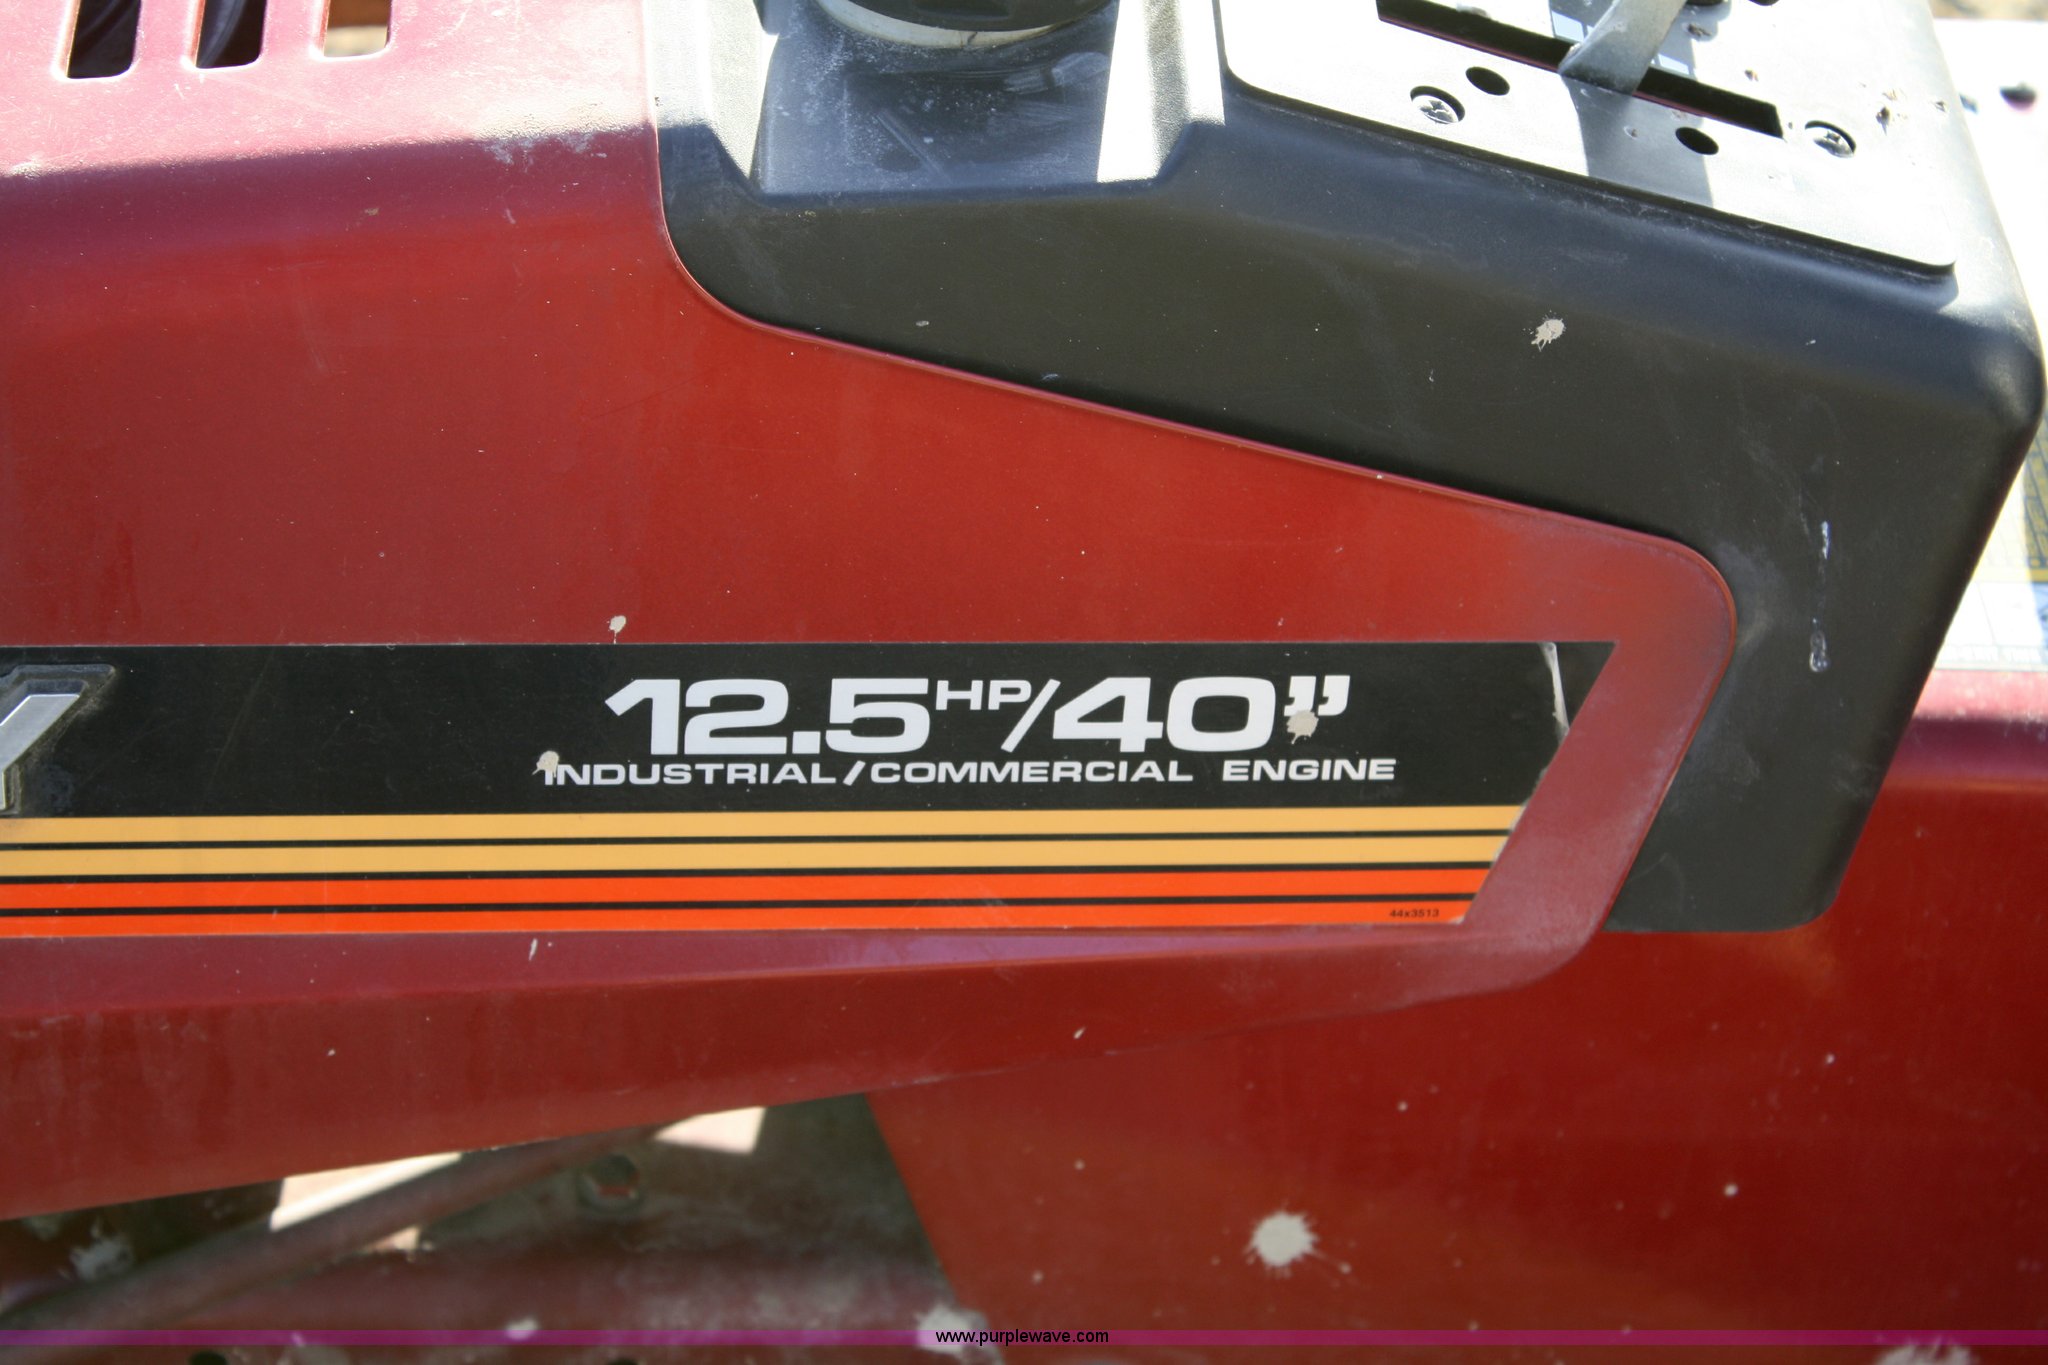 Y
12.5HP/40”
INDUSTRIAL/COMMERCIAL ENGINE
44x3513
www.purplewave.com